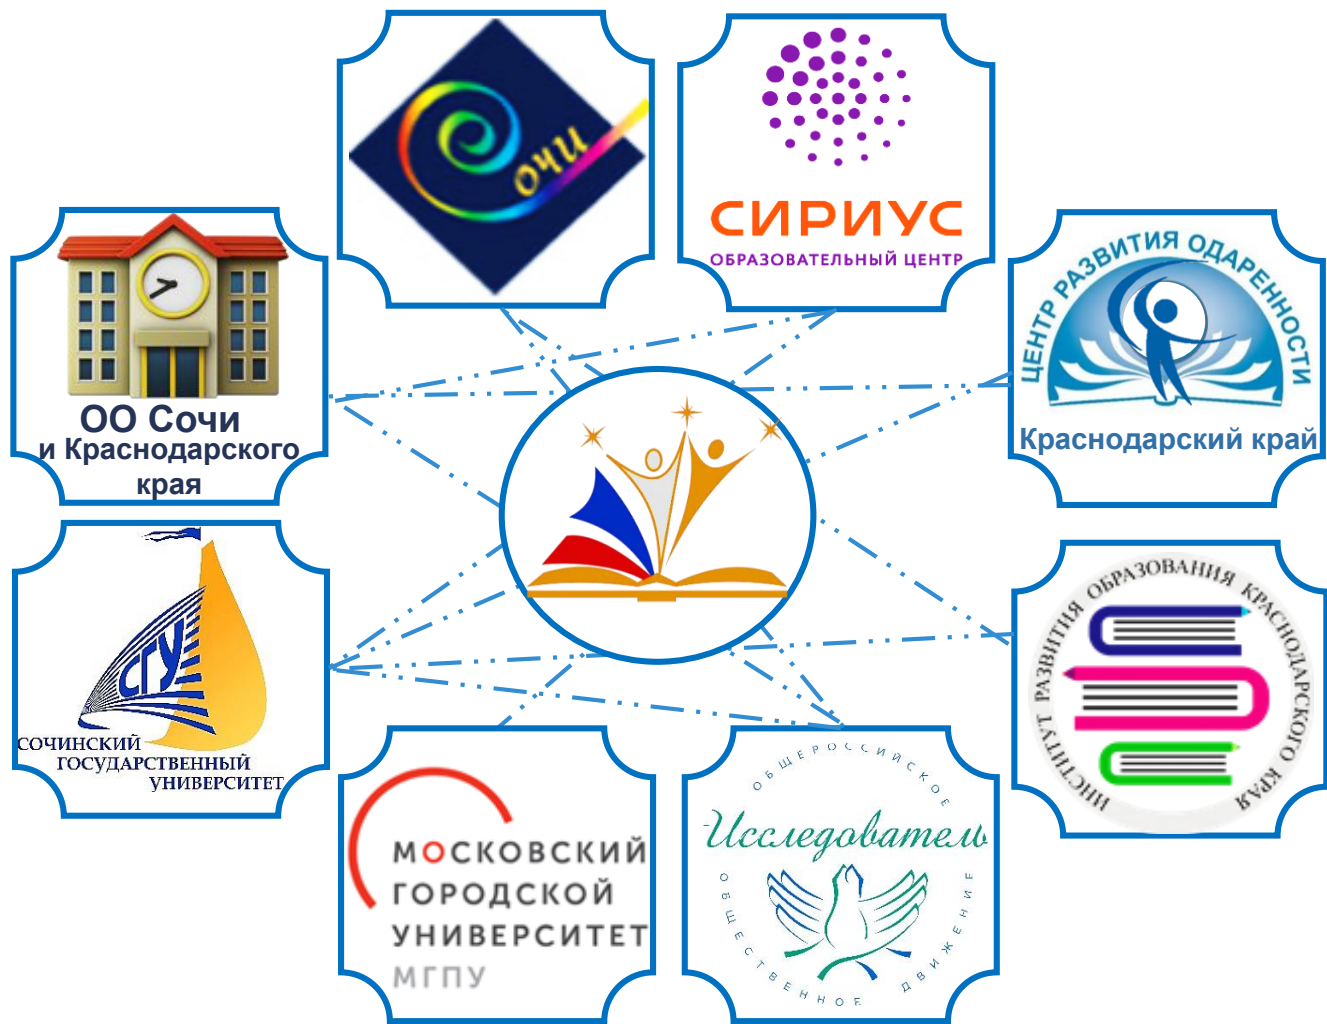 очи
СИРИУС
ОБРАЗОВАТЕЛЬНЫЙ ЦЕНТР
ОО Сочи
и Краснодарского
края
ЦЕНТР РАЗВИТИЯ ОДАРЕННОСТИ
Краснодарский край
СГУ
СОЧИНСКИЙ
ГОСУДАРСТВЕННЫЙ
УНИВЕРСИТЕТ
ИНСТИТУТ РАЗВИТИЯ ОБРАЗОВАНИЯ КРАСНОДАРСКОГО КРАЯ
МОСКОВСКИЙ
ГОРОДСКОЙ
УНИВЕРСИТЕТ
МГПУ
ОБЩЕРОССИЙСКОЕ
Исследователь
ОБЩЕСТВЕННОЕ ДВИЖЕНИЕ